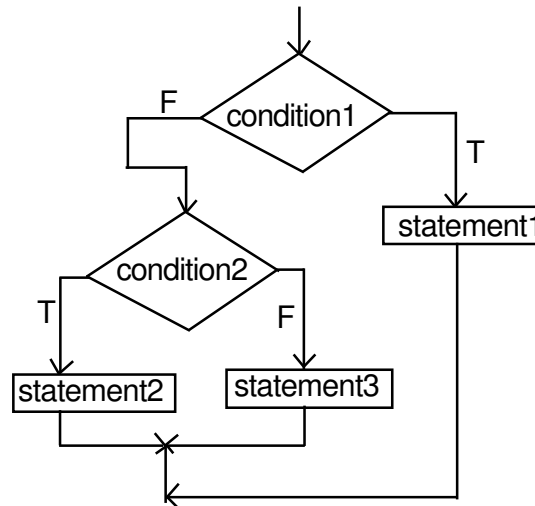 F
condition1
T
statement1
condition2
T
F
statement2
statement3